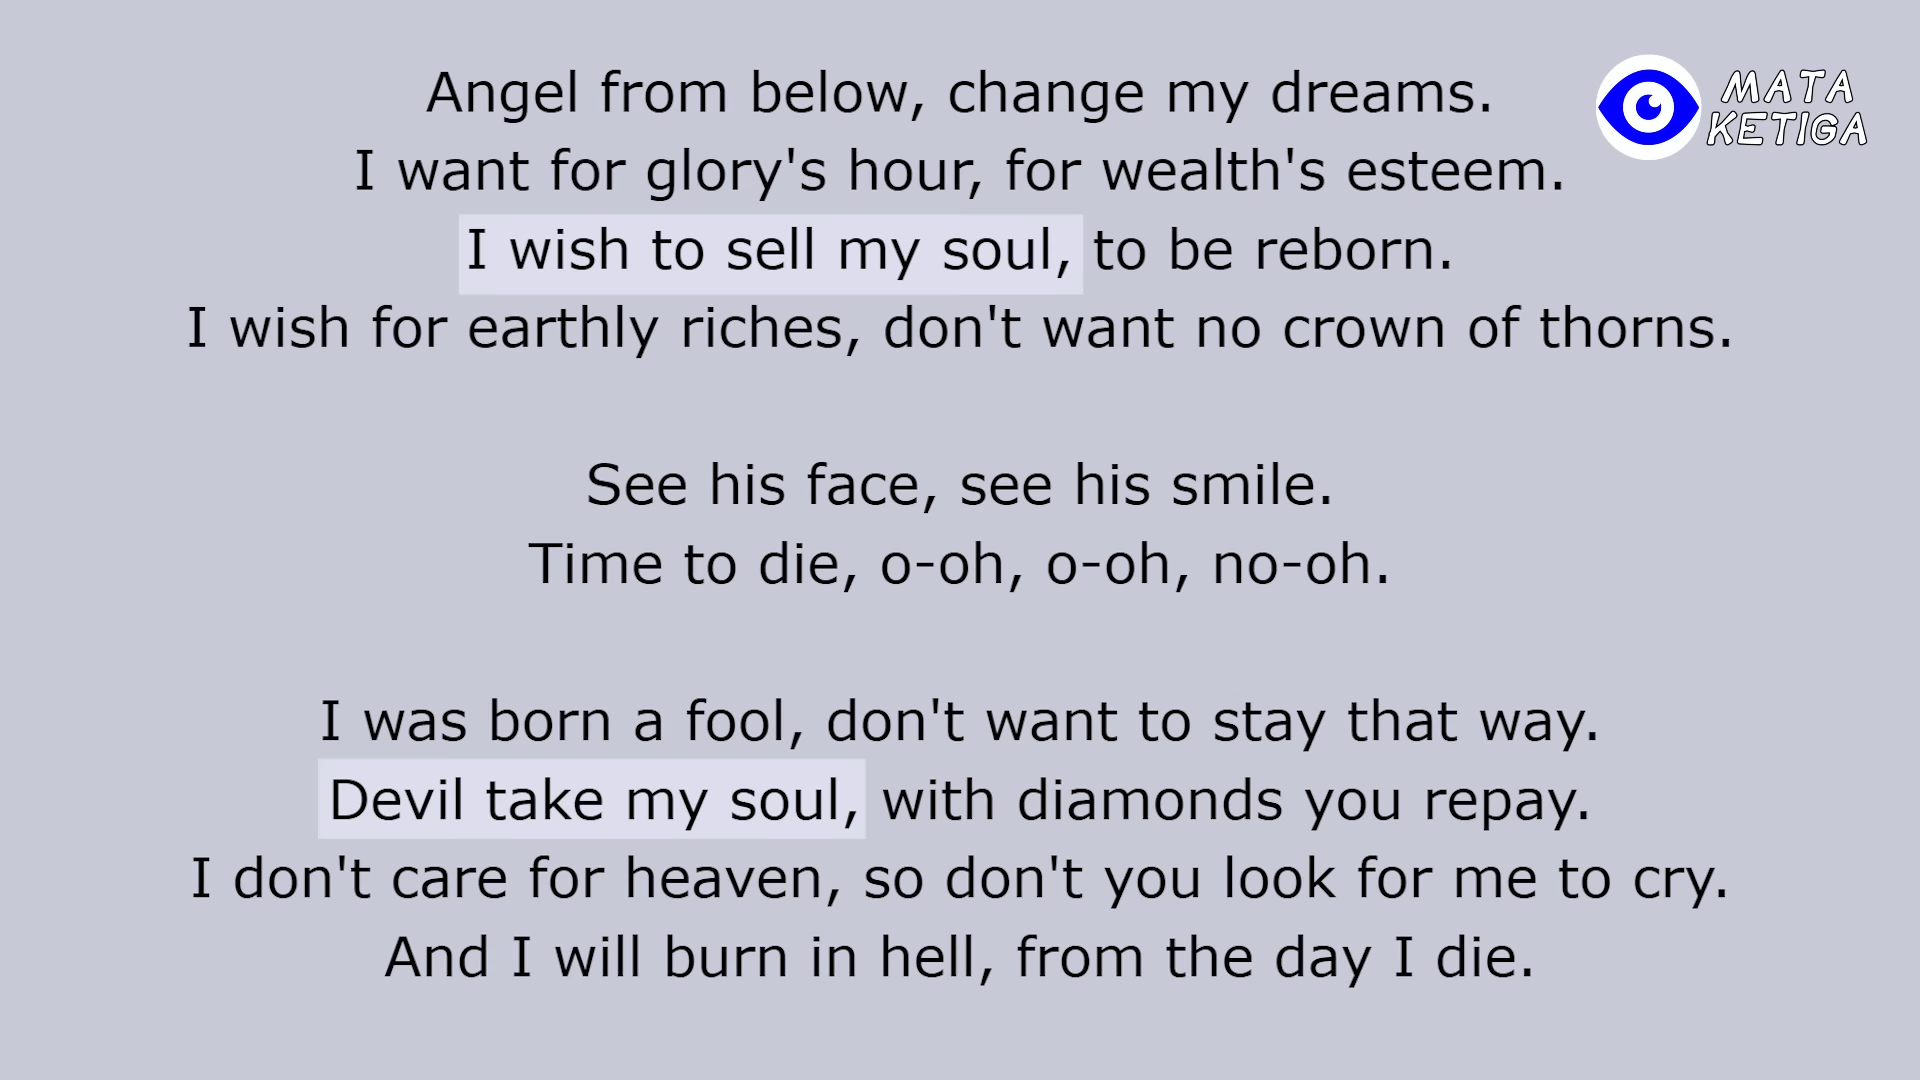 Angel from below, change my dreams.
I want for glory's hour, for wealth's esteem.
I wish to sell my soul, to be reborn.
I wish for earthly riches, don't want no crown of thorns.
See his face, see his smile.
Time to die, o-oh, o-oh, no-oh.
I was born a fool, don't want to stay that way.
Devil take my soul, with diamonds you repay.
I don't care for heaven, so don't you look for me to cry.
And I will burn in hell, from the day I die.
MATA
KETIGA